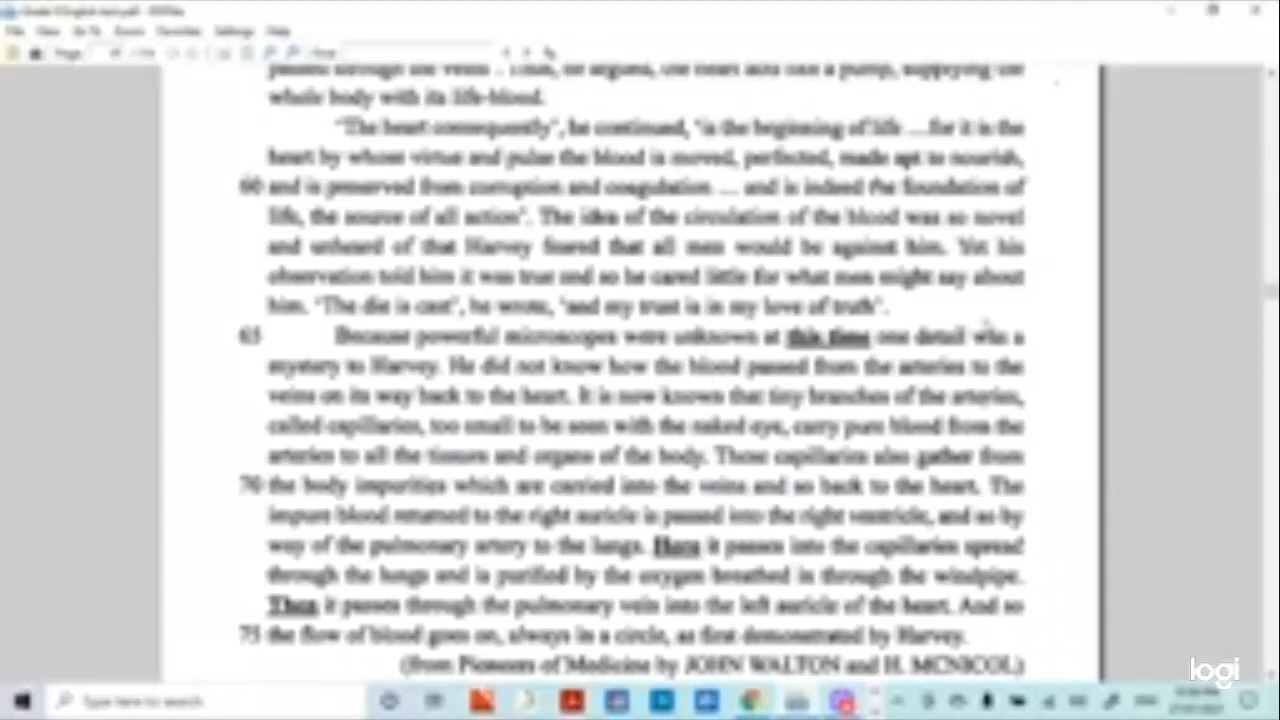 File View Go To Zoom Favorites Settings Help
Page:
passed through the veins'. Thus, he argued, the heart acts like a pump, supplying the
whole body with its life-blood.
'The heart consequently', he continued, 'is the beginning of life ... for it is the
heart by whose virtue and pulse the blood is moved, perfected, made apt to nourish,
60 and is preserved from corruption and coagulation ... and is indeed the foundation of
life, the source of all action'. The idea of the circulation of the blood was so novel
and unheard of that Harvey feared that all men would be against him. Yet his
observation told him it was true and so he cared little for what men might say about
him. 'The die is cast', he wrote, 'and my trust is in my love of truth'.
65 Because powerful microscopes were unknown at this time one detail was a
mystery to Harvey. He did not know how the blood passed from the arteries to the
veins on its way back to the heart. It is now known that tiny branches of the arteries,
called capillaries, too small to be seen with the naked eye, carry pure blood from the
arteries to all the tissues and organs of the body. These capillaries also gather from
70 the body impurities which are carried into the veins and so back to the heart. The
impure blood returned to the right auricle is passed into the right ventricle, and so by
way of the pulmonary artery to the lungs. Here it passes into the capillaries spread
through the lungs and is purified by the oxygen breathed in through the windpipe.
Then it passes through the pulmonary vein into the left auricle of the heart. And so
75 the flow of blood goes on, always in a circle, as first demonstrated by Harvey.
(from Pioneers of Medicine by JOHN WALTON and H. MCNICOL)
logi
Type here to search
ENG